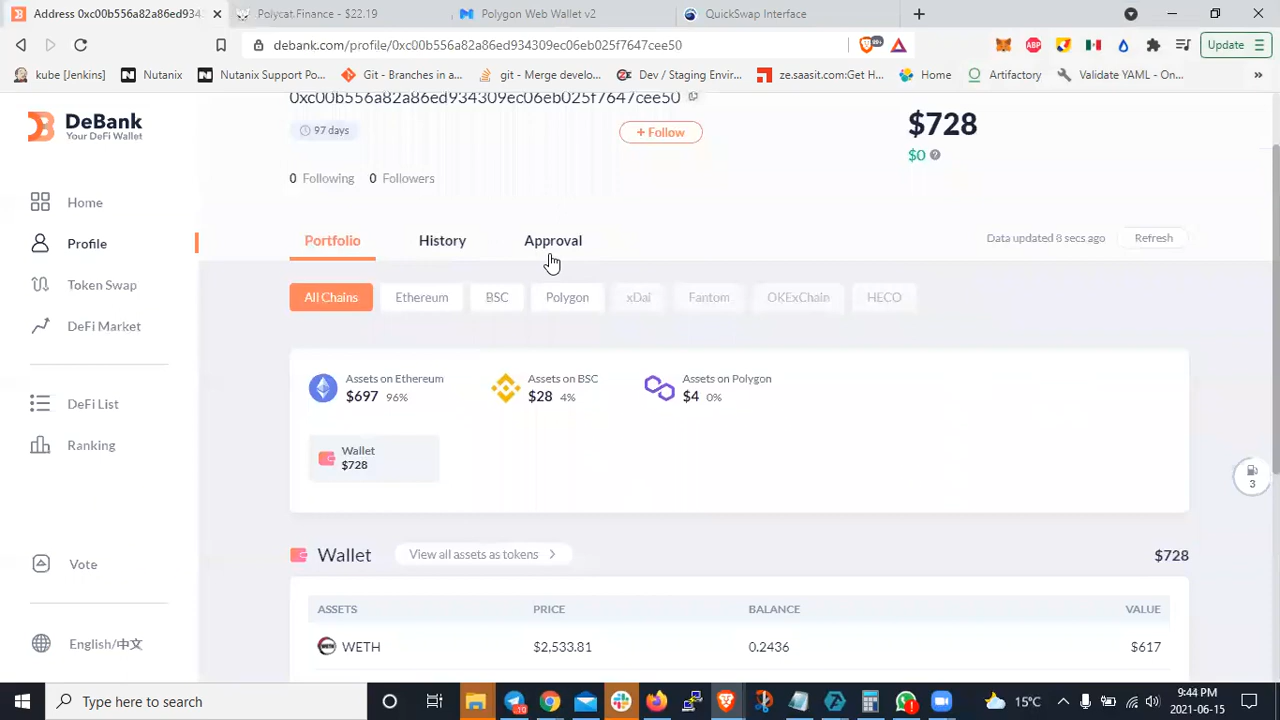 Address 0xc00b556a82a86ed934
Polycat.Finance - $22.19
Polygon Web Wallet v2
QuickSwap Interface
debank.com/profile/0xc00b556a82a86ed934309ec06eb025f7647cee50
99+
ABP
Update
kube [Jenkins]
Nutanix
Nutanix Support Po...
Git - Branches in a...
git - Merge develo...
Dev / Staging Envir...
ze.saasit.com:Get H...
Home
Artifactory
Validate YAML - On...
»
DeBank
Your DeFi Wallet
Home
Profile
Token Swap
DeFi Market
DeFi List
Ranking
Vote
English/中文
0xc00b556a82a86ed934309ec06eb025f7647cee50
97 days
+ Follow
$728
$0
0 Following 0 Followers
Portfolio History Approval
Data updated 8 secs ago Refresh
All Chains Ethereum BSC Polygon xDai Fantom OKExChain HECO
Assets on Ethereum
$697 96%
Assets on BSC
$28 4%
Assets on Polygon
$4 0%
Wallet
$728
3
Wallet View all assets as tokens $728
ASSETS PRICE BALANCE VALUE
WETH $2,533.81 0.2436 $617
Type here to search
15°C
9:44 PM
2021-06-15